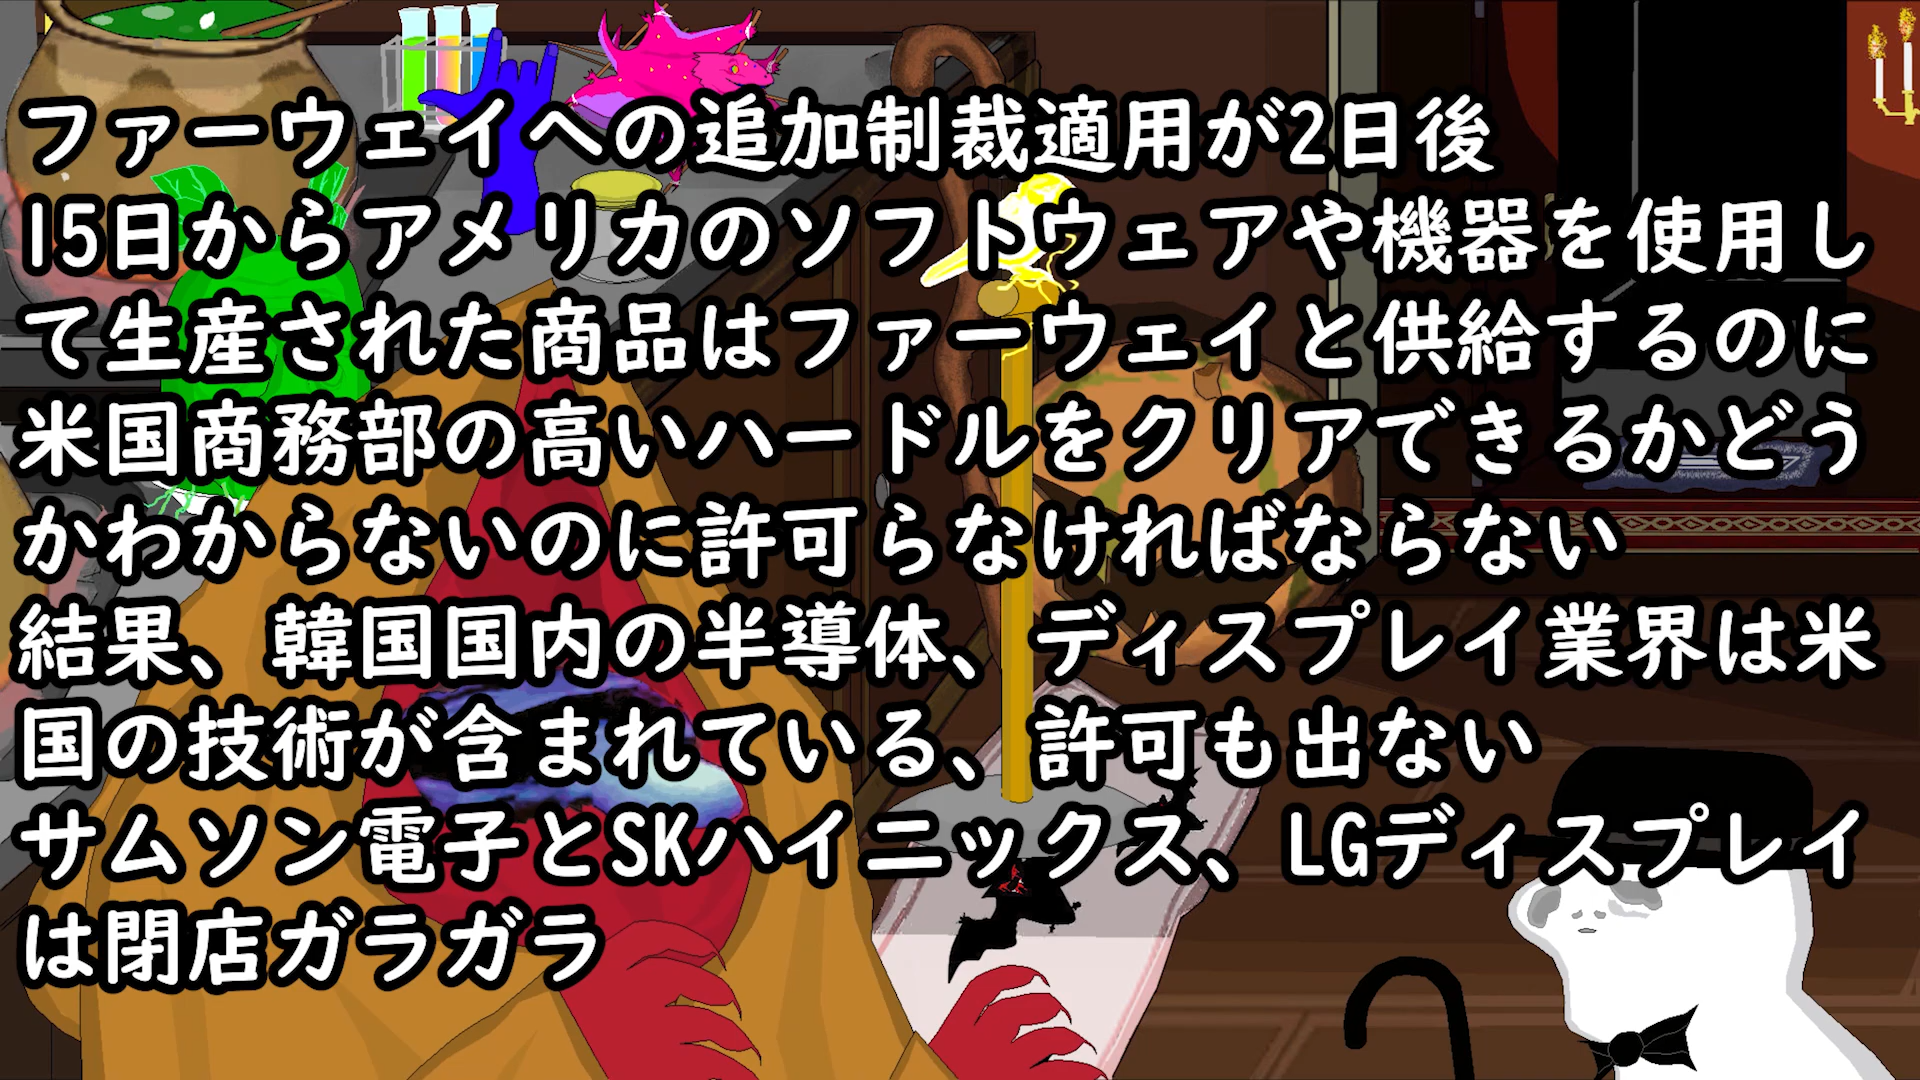 ファーウェイへの追加制裁適用が2日後
15日からアメリカのソフトウェアや機器を使用し
て生産された商品はファーウェイと供給するのに
米国商務部の高いハードルをクリアできるかどう
かわからないのに許可らなければならない
結果、韓国国内の半導体、ディスプレイ業界は米
国の技術が含まれている、許可も出ない
サムソン電子とSKハイニックス、LGディスプレイ
は閉店ガラガラ